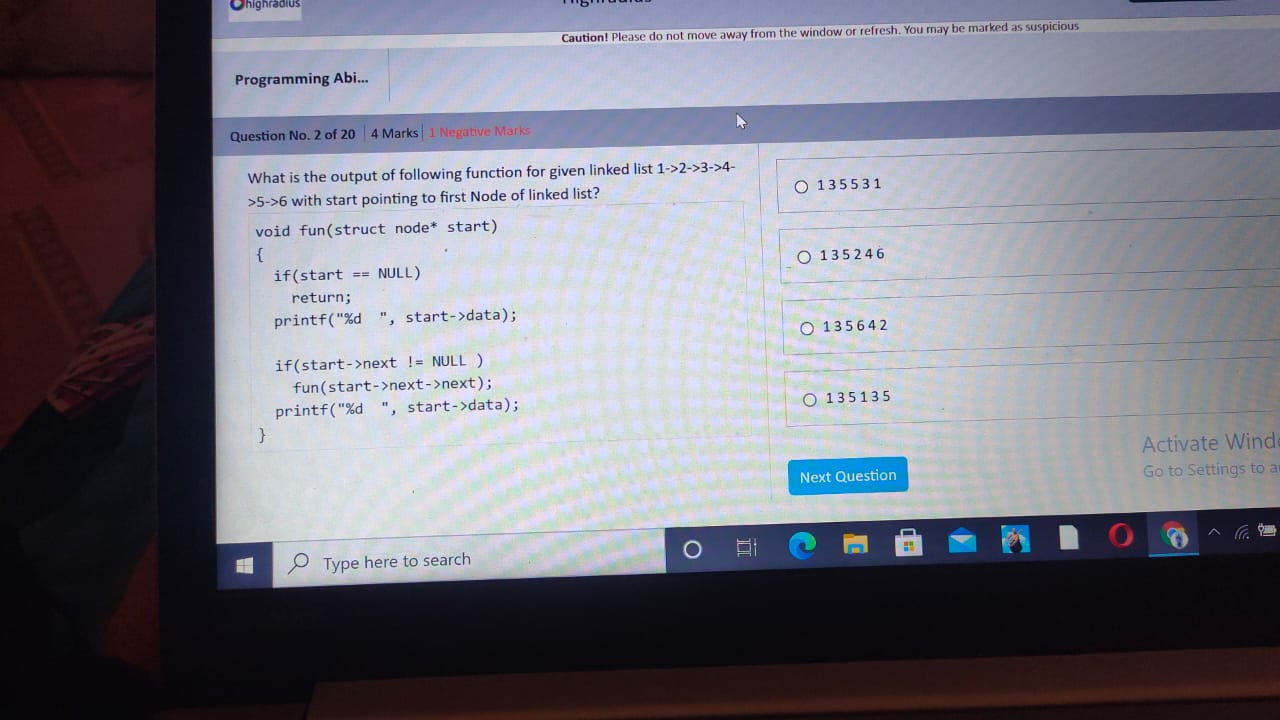 highradius
Caution! Please do not move away from the window or refresh. You may be marked as suspicious
Programming Abi...
Question No. 2 of 20 4 Marks 1 Negative Marks
What is the output of following function for given linked list 1->2->3->4-
>5->6 with start pointing to first Node of linked list?
void fun(struct node* start)
{
if(start == NULL)
return;
printf("%d  ", start->data);
if(start->next != NULL )
fun(start->next->next);
printf("%d  ", start->data);
}
1 3 5 5 3 1
1 3 5 2 4 6
1 3 5 6 4 2
1 3 5 1 3 5
Next Question
Activate Wind
Go to Settings to a
Type here to search